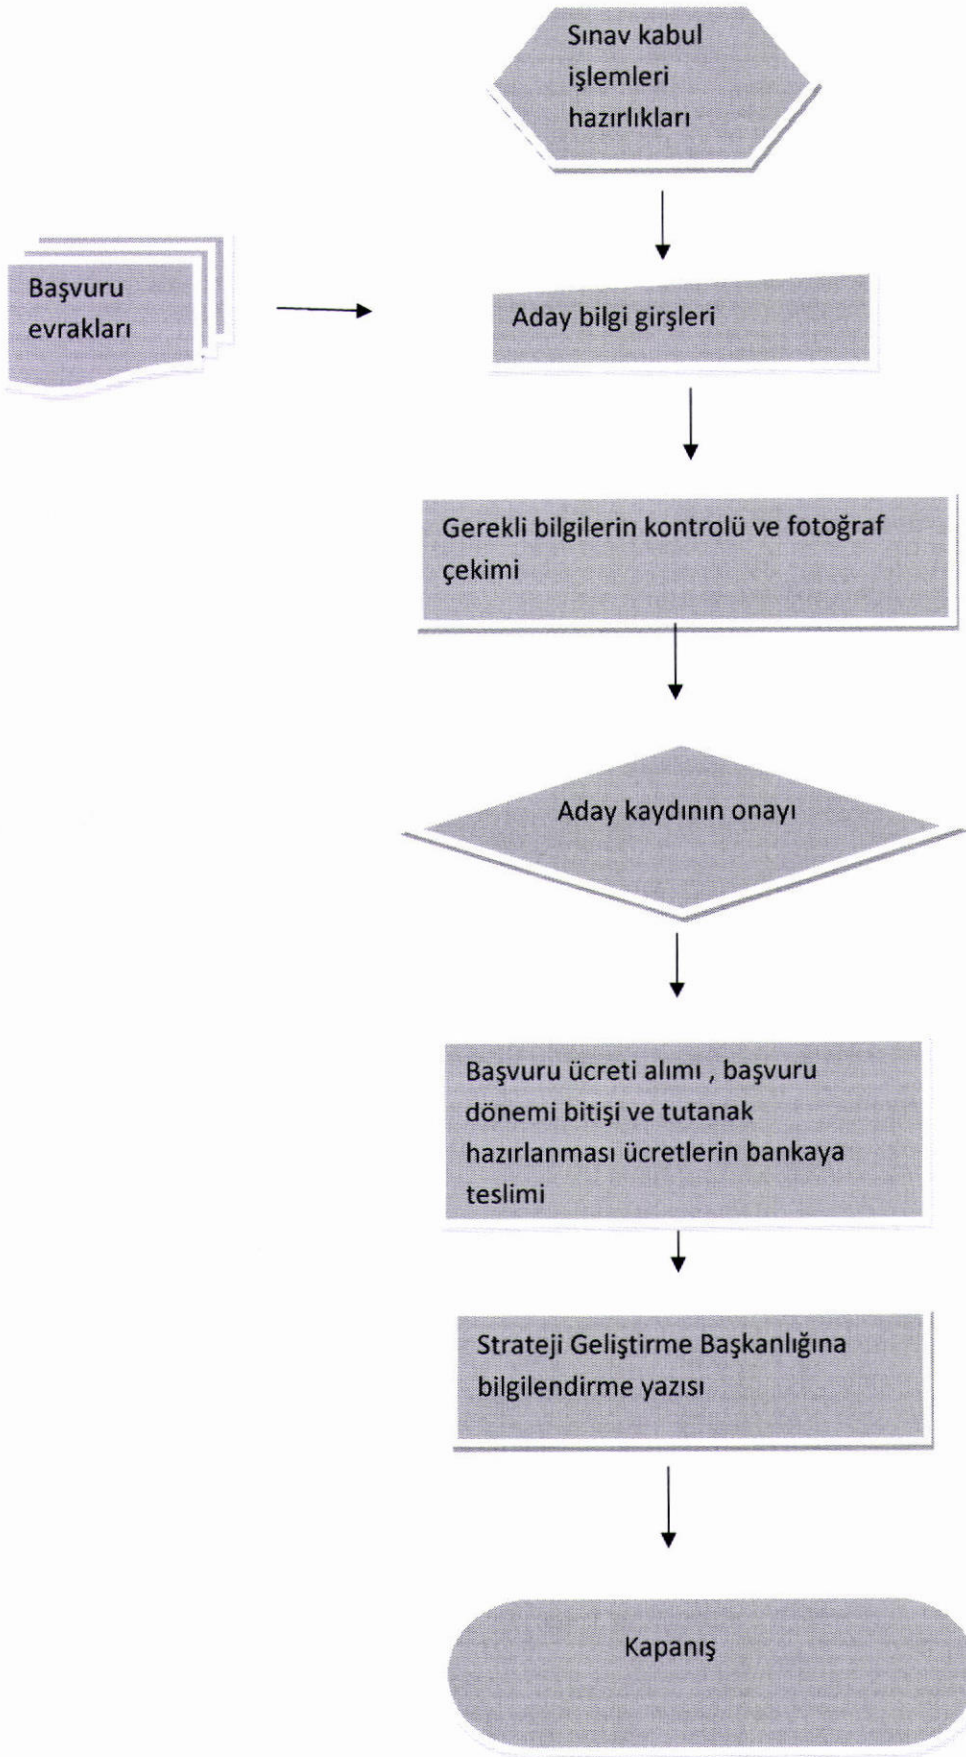 Sınav kabul
işlemleri
hazırlıkları
Başvuru
evrakları
Aday bilgi girşleri
Gerekli bilgilerin kontrolü ve fotoğraf
çekimi
Aday kaydının onayı
Başvuru ücreti alımı , başvuru
dönemi bitişi ve tutanak
hazırlanması ücretlerin bankaya
teslimi
Strateji Geliştirme Başkanlığına
bilgilendirme yazısı
Kapanış